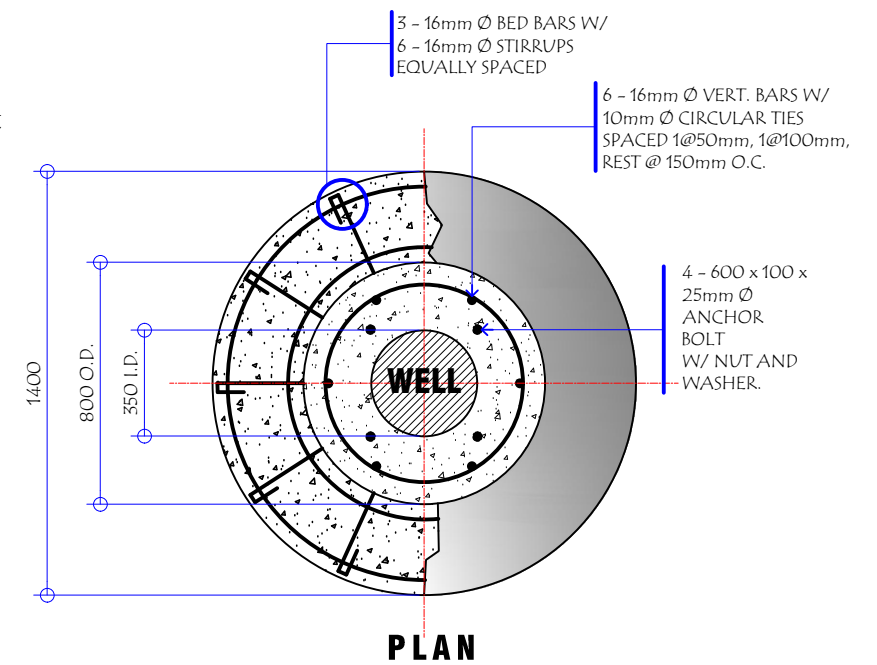 3 - 16mm Ø BED BARS W/
6 - 16mm Ø STIRRUPS
EQUALLY SPACED
6 - 16mm Ø VERT. BARS W/
10mm Ø CIRCULAR TIES
SPACED 1@50mm, 1@100mm,
REST @ 150mm O.C.
4 - 600 x 100 x
25mm Ø
ANCHOR
BOLT
W/ NUT AND
WASHER.
1400
800 O.D.
350 I.D.
WELL
PLAN